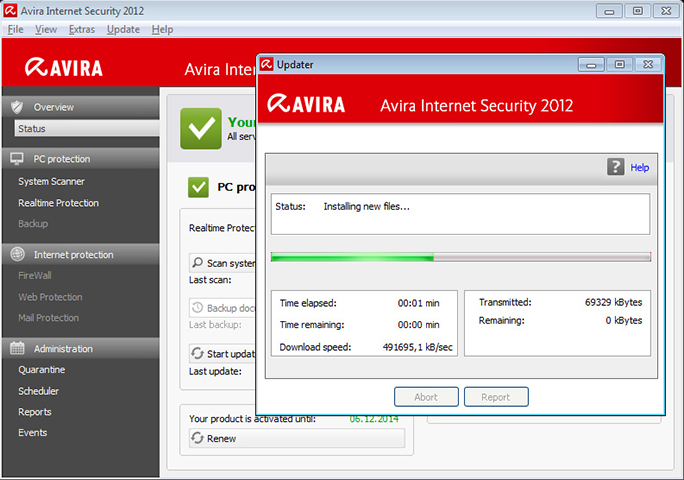 Avira Internet Security 2012
File View Extras Update Help
AVIRA
Avira Inter
Overview
Status
PC protection
System Scanner
Realtime Protection
Backup
Internet protection
FireWall
Web Protection
Mail Protection
Administration
Quarantine
Scheduler
Reports
Events
Your
All serv
PC pro
Realtime Protec
Scan system
Last scan:
Backup docu
Last backup:
Start updat
Last update:
Your product is activated until: 06.12.2014
Renew
Updater
AVIRA Avira Internet Security 2012
? Help
Status: Installing new files...
Time elapsed: 00:01 min
Time remaining: 00:00 min
Download speed: 491695,1 kB/sec
Transmitted: 69329 kBytes
Remaining: 0 kBytes
Abort
Report